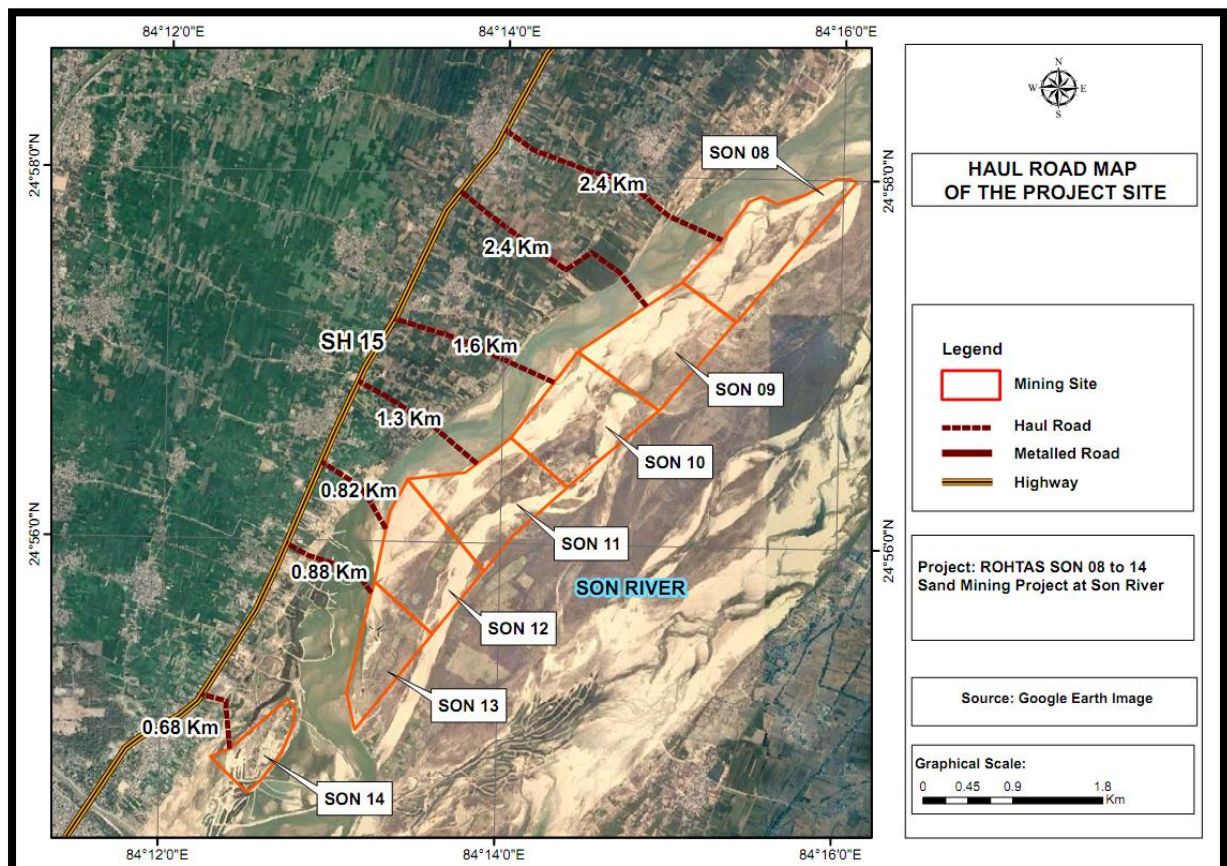 84°12'0"E
84°14'0"E
84°16'0"E
24°58'0"N
24°58'0"N
24°56'0"N
24°56'0"N
SON 08
2.4 Km
2.4 Km
SH 15
1.6 Km
SON 09
1.3 Km
SON 10
0.82 Km
SON 11
0.88 Km
SON RIVER
SON 12
SON 13
0.68 Km
SON 14
84°12'0"E
84°14'0"E
84°16'0"E
N
W
E
S
HAUL ROAD MAP
OF THE PROJECT SITE
Legend
Mining Site
Haul Road
Metalled Road
Highway
Project: ROHTAS SON 08 to 14
Sand Mining Project at Son River
Source: Google Earth Image
Graphical Scale:
0 0.45 0.9 1.8
Km